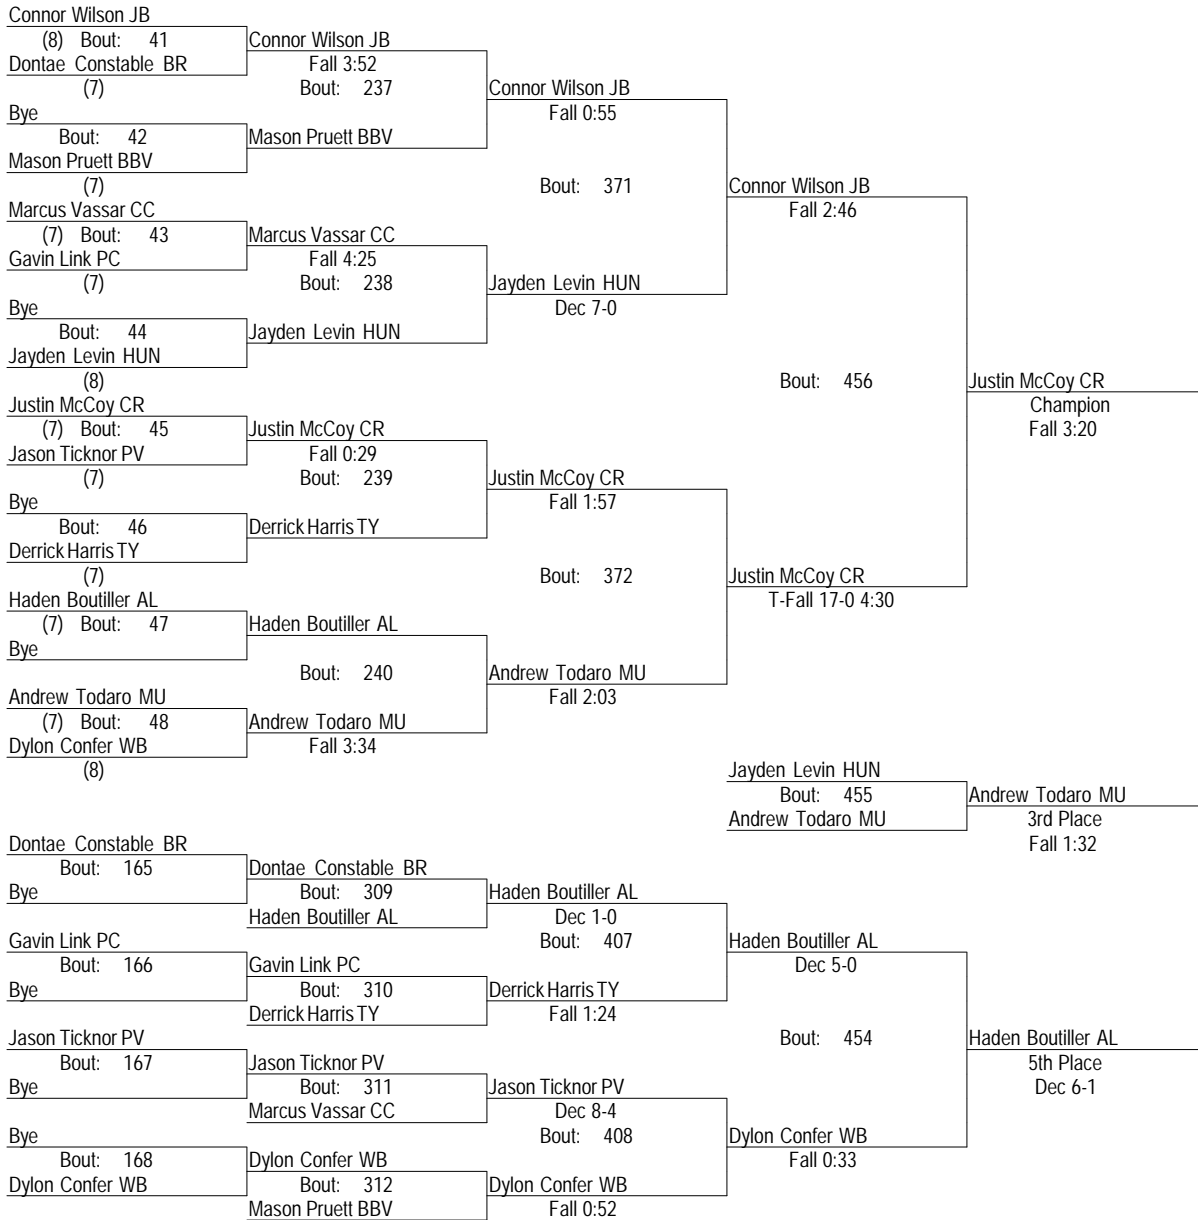 Connor Wilson JB
(8) Bout: 41 Connor Wilson JB
Dontae Constable BR Fall 3:52
(7) Bout: 237 Connor Wilson JB
Bye Fall 0:55
Bout: 42 Mason Pruett BBV
Mason Pruett BBV
(7) Bout: 371 Connor Wilson JB
Marcus Vassar CC Fall 2:46
(7) Bout: 43 Marcus Vassar CC
Gavin Link PC Fall 4:25
(7) Bout: 238 Jayden Levin HUN
Bye Dec 7-0
Bout: 44 Jayden Levin HUN
Jayden Levin HUN
(8) Bout: 456 Justin McCoy CR
Justin McCoy CR Champion
(7) Bout: 45 Justin McCoy CR Fall 3:20
Jason Ticknor PV Fall 0:29
(7) Bout: 239 Justin McCoy CR
Bye Fall 1:57
Bout: 46 Derrick Harris TY
Derrick Harris TY
(7) Bout: 372 Justin McCoy CR
Haden Boutiller AL T-Fall 17-0 4:30
(7) Bout: 47 Haden Boutiller AL
Bye
Bout: 240 Andrew Todaro MU
Andrew Todaro MU Fall 2:03
(7) Bout: 48 Andrew Todaro MU
Dylon Confer WB Fall 3:34
(8) Jayden Levin HUN
Bout: 455 Andrew Todaro MU
Andrew Todaro MU 3rd Place
Dontae Constable BR Fall 1:32
Bout: 165 Dontae Constable BR
Bye Bout: 309 Haden Boutiller AL
Haden Boutiller AL Dec 1-0
Gavin Link PC Bout: 407 Haden Boutiller AL
Bout: 166 Gavin Link PC Dec 5-0
Bye Bout: 310 Derrick Harris TY
Derrick Harris TY Fall 1:24
Jason Ticknor PV Bout: 454 Haden Boutiller AL
Bout: 167 Jason Ticknor PV 5th Place
Bye Bout: 311 Jason Ticknor PV Dec 6-1
Marcus Vassar CC Dec 8-4
Bye Bout: 408 Dylon Confer WB
Bout: 168 Dylon Confer WB Fall 0:33
Dylon Confer WB Bout: 312 Dylon Confer WB
Mason Pruett BBV Fall 0:52